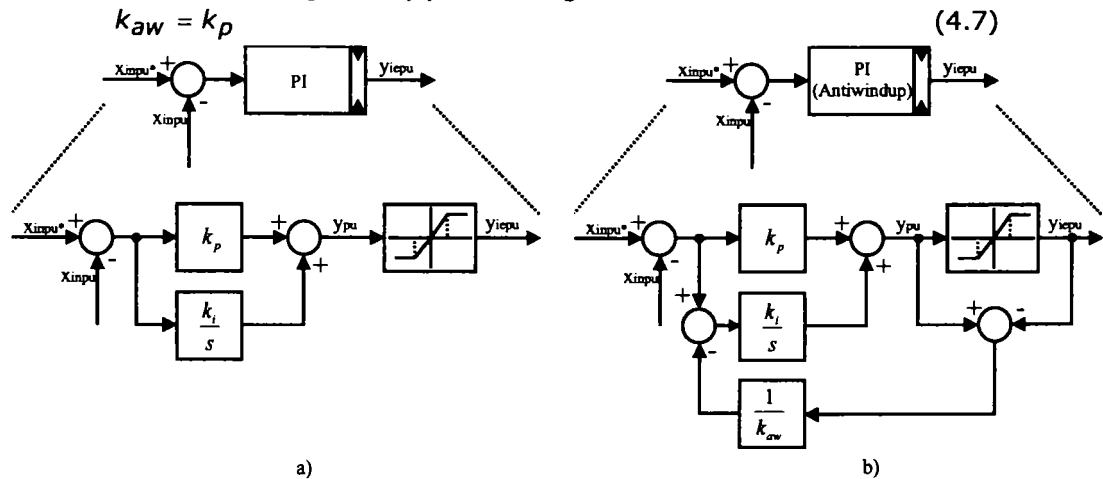 k_aw = k_p (4.7)
Xinpu* + - PI yiepu
Xinpu
Xinpu* + - PI (Antiwindup) yiepu
Xinpu
Xinpu* + - k_p + + ypu yiepu
Xinpu
k_i / s
Xinpu* + - k_p + + ypu yiepu
Xinpu
+ - k_i / s + -
1 / k_aw
a)
b)